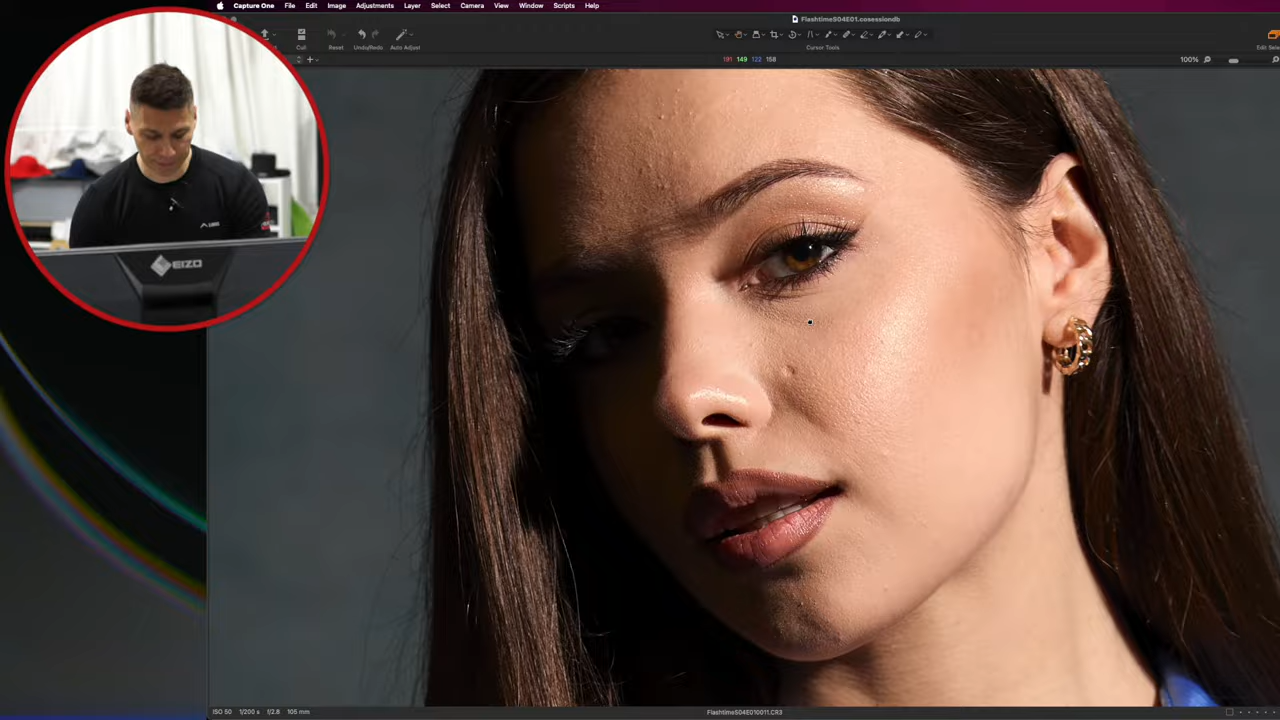 Capture One File Edit Image Adjustments Layer Select Camera View Window Scripts Help
Flashtime504E01.cosessiondb
Cull Reset Undo/Redo Auto Adjust Cursor Tools
191 149 122 158 100%
EIZO
ISO 50 1/200 s f/2.8 105 mm Flashtime504E010011.CR3